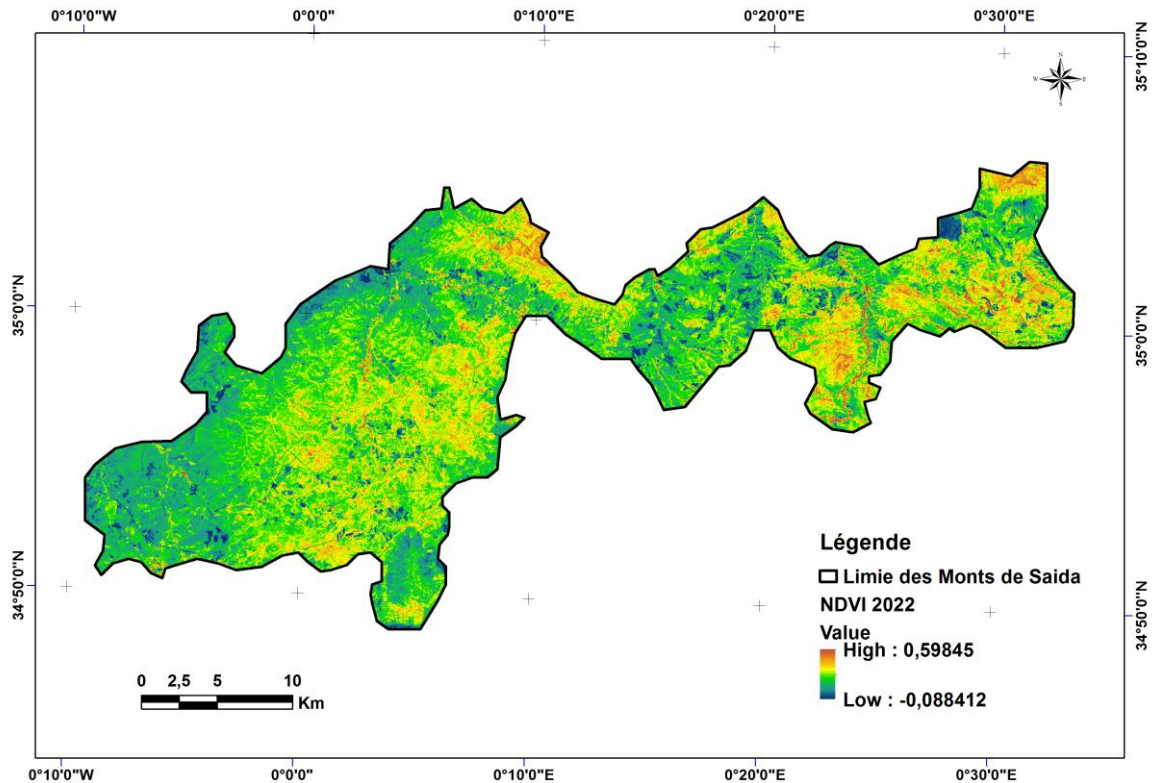 0°10'0"W 0°0'0" 0°10'0"E 0°20'0"E 0°30'0"E
35°10'0"N
35°10'0"N
N
W E
S
35°0'0"N
35°0'0"N
34°50'0"N
34°50'0"N
Légende
Limie des Monts de Saida
NDVI 2022
Value
High : 0,59845
Low : -0,088412
0 2,5 5 10
Km
0°10'0"W 0°0'0"E 0°10'0"E 0°20'0"E 0°30'0"E